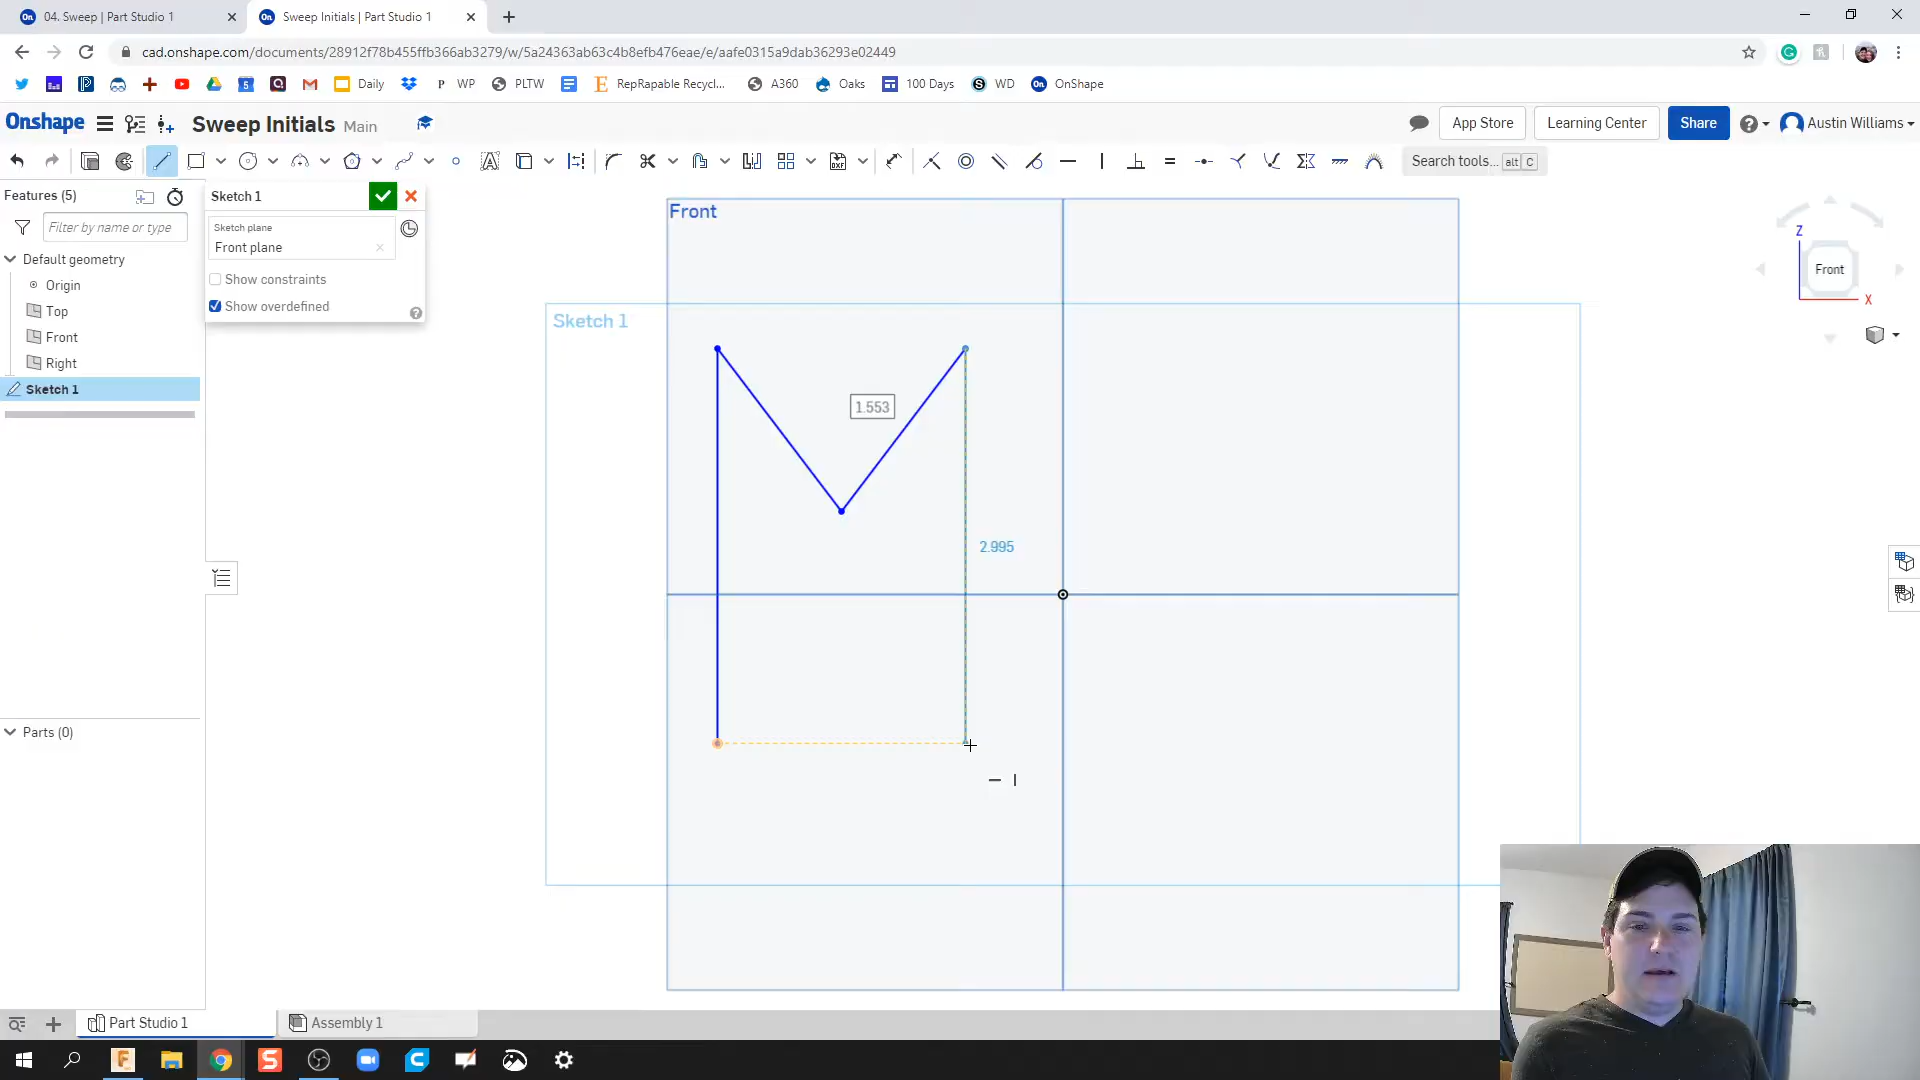 04. Sweep | Part Studio 1
Sweep Initials | Part Studio 1
cad.onshape.com/documents/28912f78b455ffb366ab3279/w/5a24363ab63c4b8efb476eae/e/aafe0315a9dab36293e02449
Daily
WP
PLTW
RepRapable Recycl...
A360
Oaks
100 Days
WD
OnShape
Onshape
Sweep Initials Main
App Store
Learning Center
Share
Austin Williams
Search tools... alt C
Features (5)
Filter by name or type
Default geometry
Origin
Top
Front
Right
Sketch 1
Sketch 1
Sketch plane
Front plane
Show constraints
Show overdefined
Front
Sketch 1
1.553
2.995
Z
Front
X
Parts (0)
Part Studio 1
Assembly 1